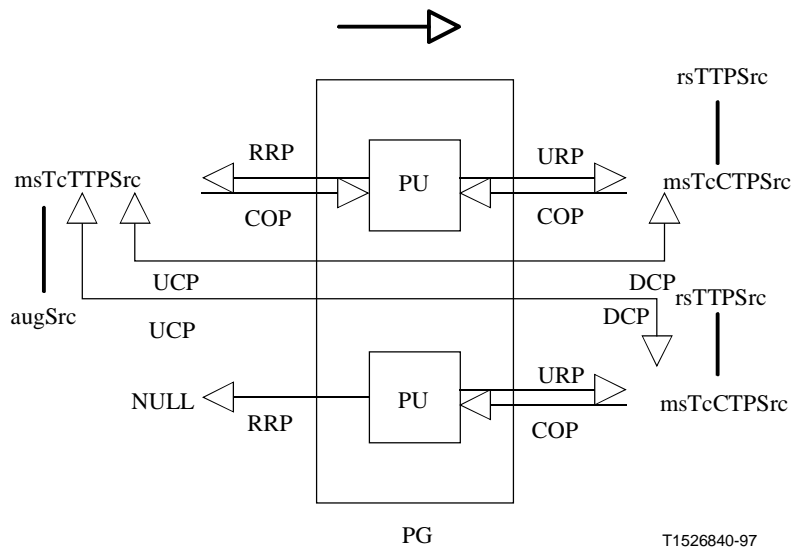 rsTTPSrc
RRP
PU
URP
msTcTTPSrc
msTcCTPSrc
COP
COP
UCP
DCP
rsTTPSrc
augSrc
UCP
DCP
URP
NULL
PU
msTcCTPSrc
RRP
COP
PG
T1526840-97